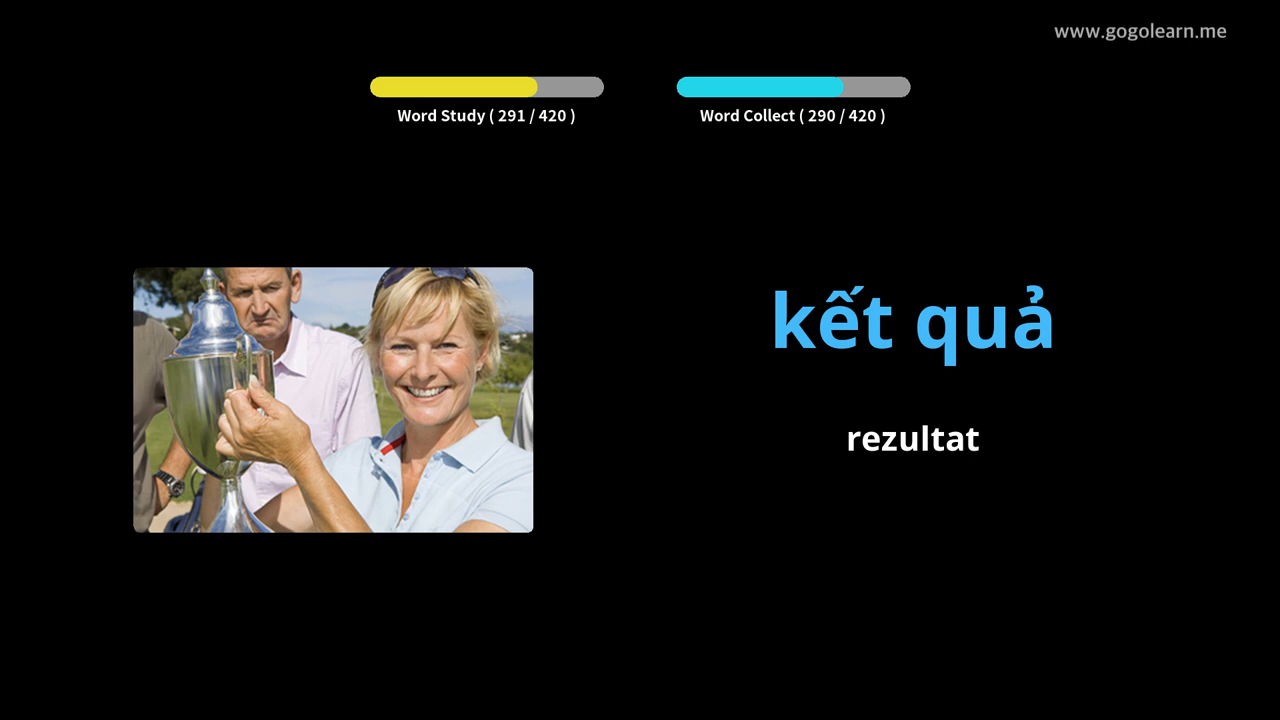 www.gogolearn.me
Word Study ( 291 / 420 )
Word Collect ( 290 / 420 )
kết quả
rezultat